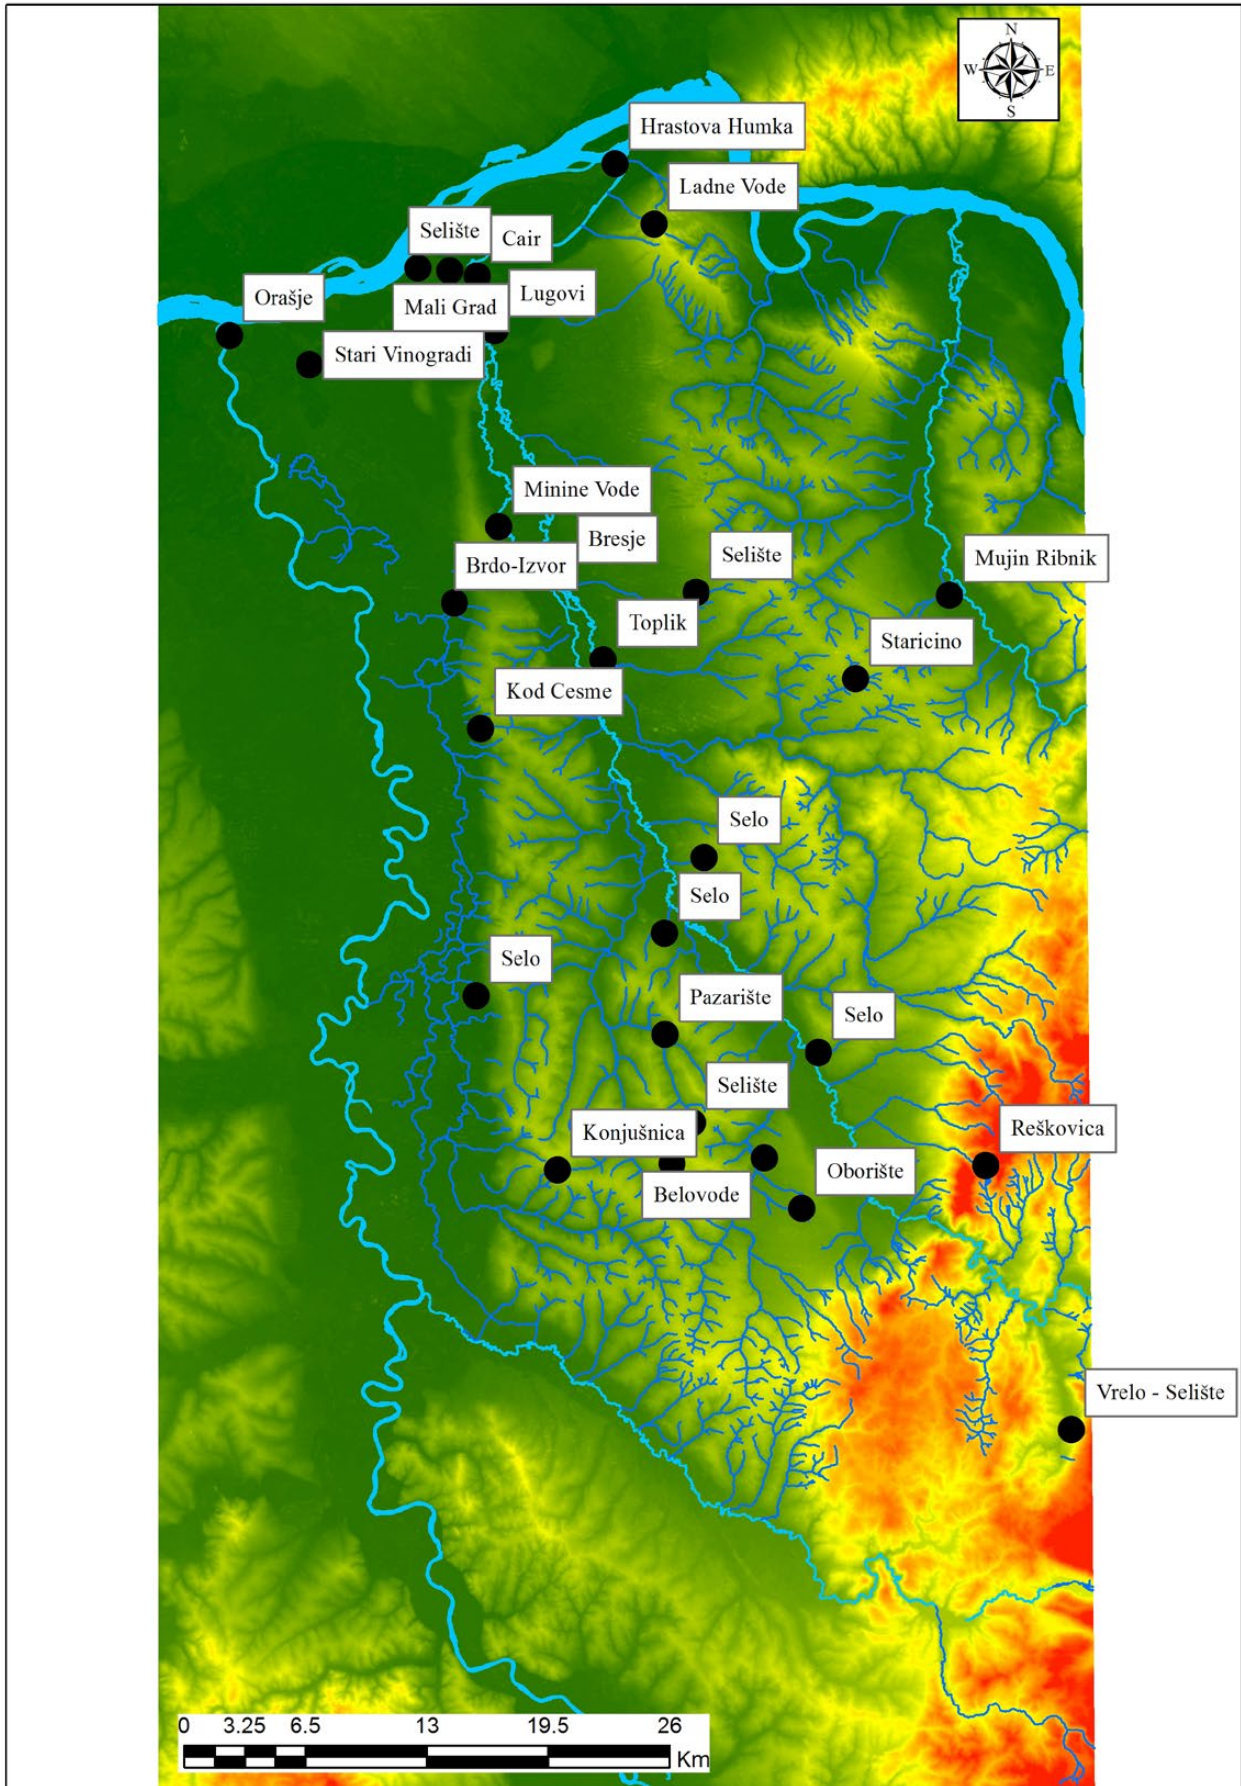 N
W E
S
Hrastova Humka
Ladne Vode
Selište
Cair
Orašje
Mali Grad
Lugovi
Stari Vinogradi
Minine Vode
Bresje
Brdo-Izvor
Selište
Mujin Ribnik
Toplik
Staricino
Kod Cesme
Selo
Selo
Selo
Pazarište
Selo
Selište
Konjušnica
Reškovica
Belovode
Oborište
Vrelo - Selište
0 3.25 6.5 13 19.5 26
Km